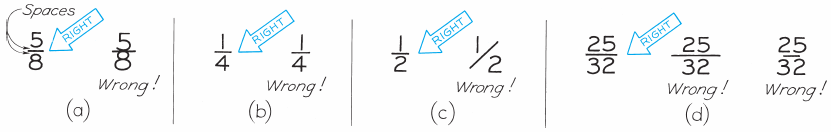 Spaces
5/8 RIGHT 5/8 Wrong!
(a)
1/4 RIGHT 1/4 Wrong!
(b)
1/2 RIGHT 1/2 Wrong!
(c)
25/32 RIGHT 25/32 Wrong! 25/32 Wrong!
(d)